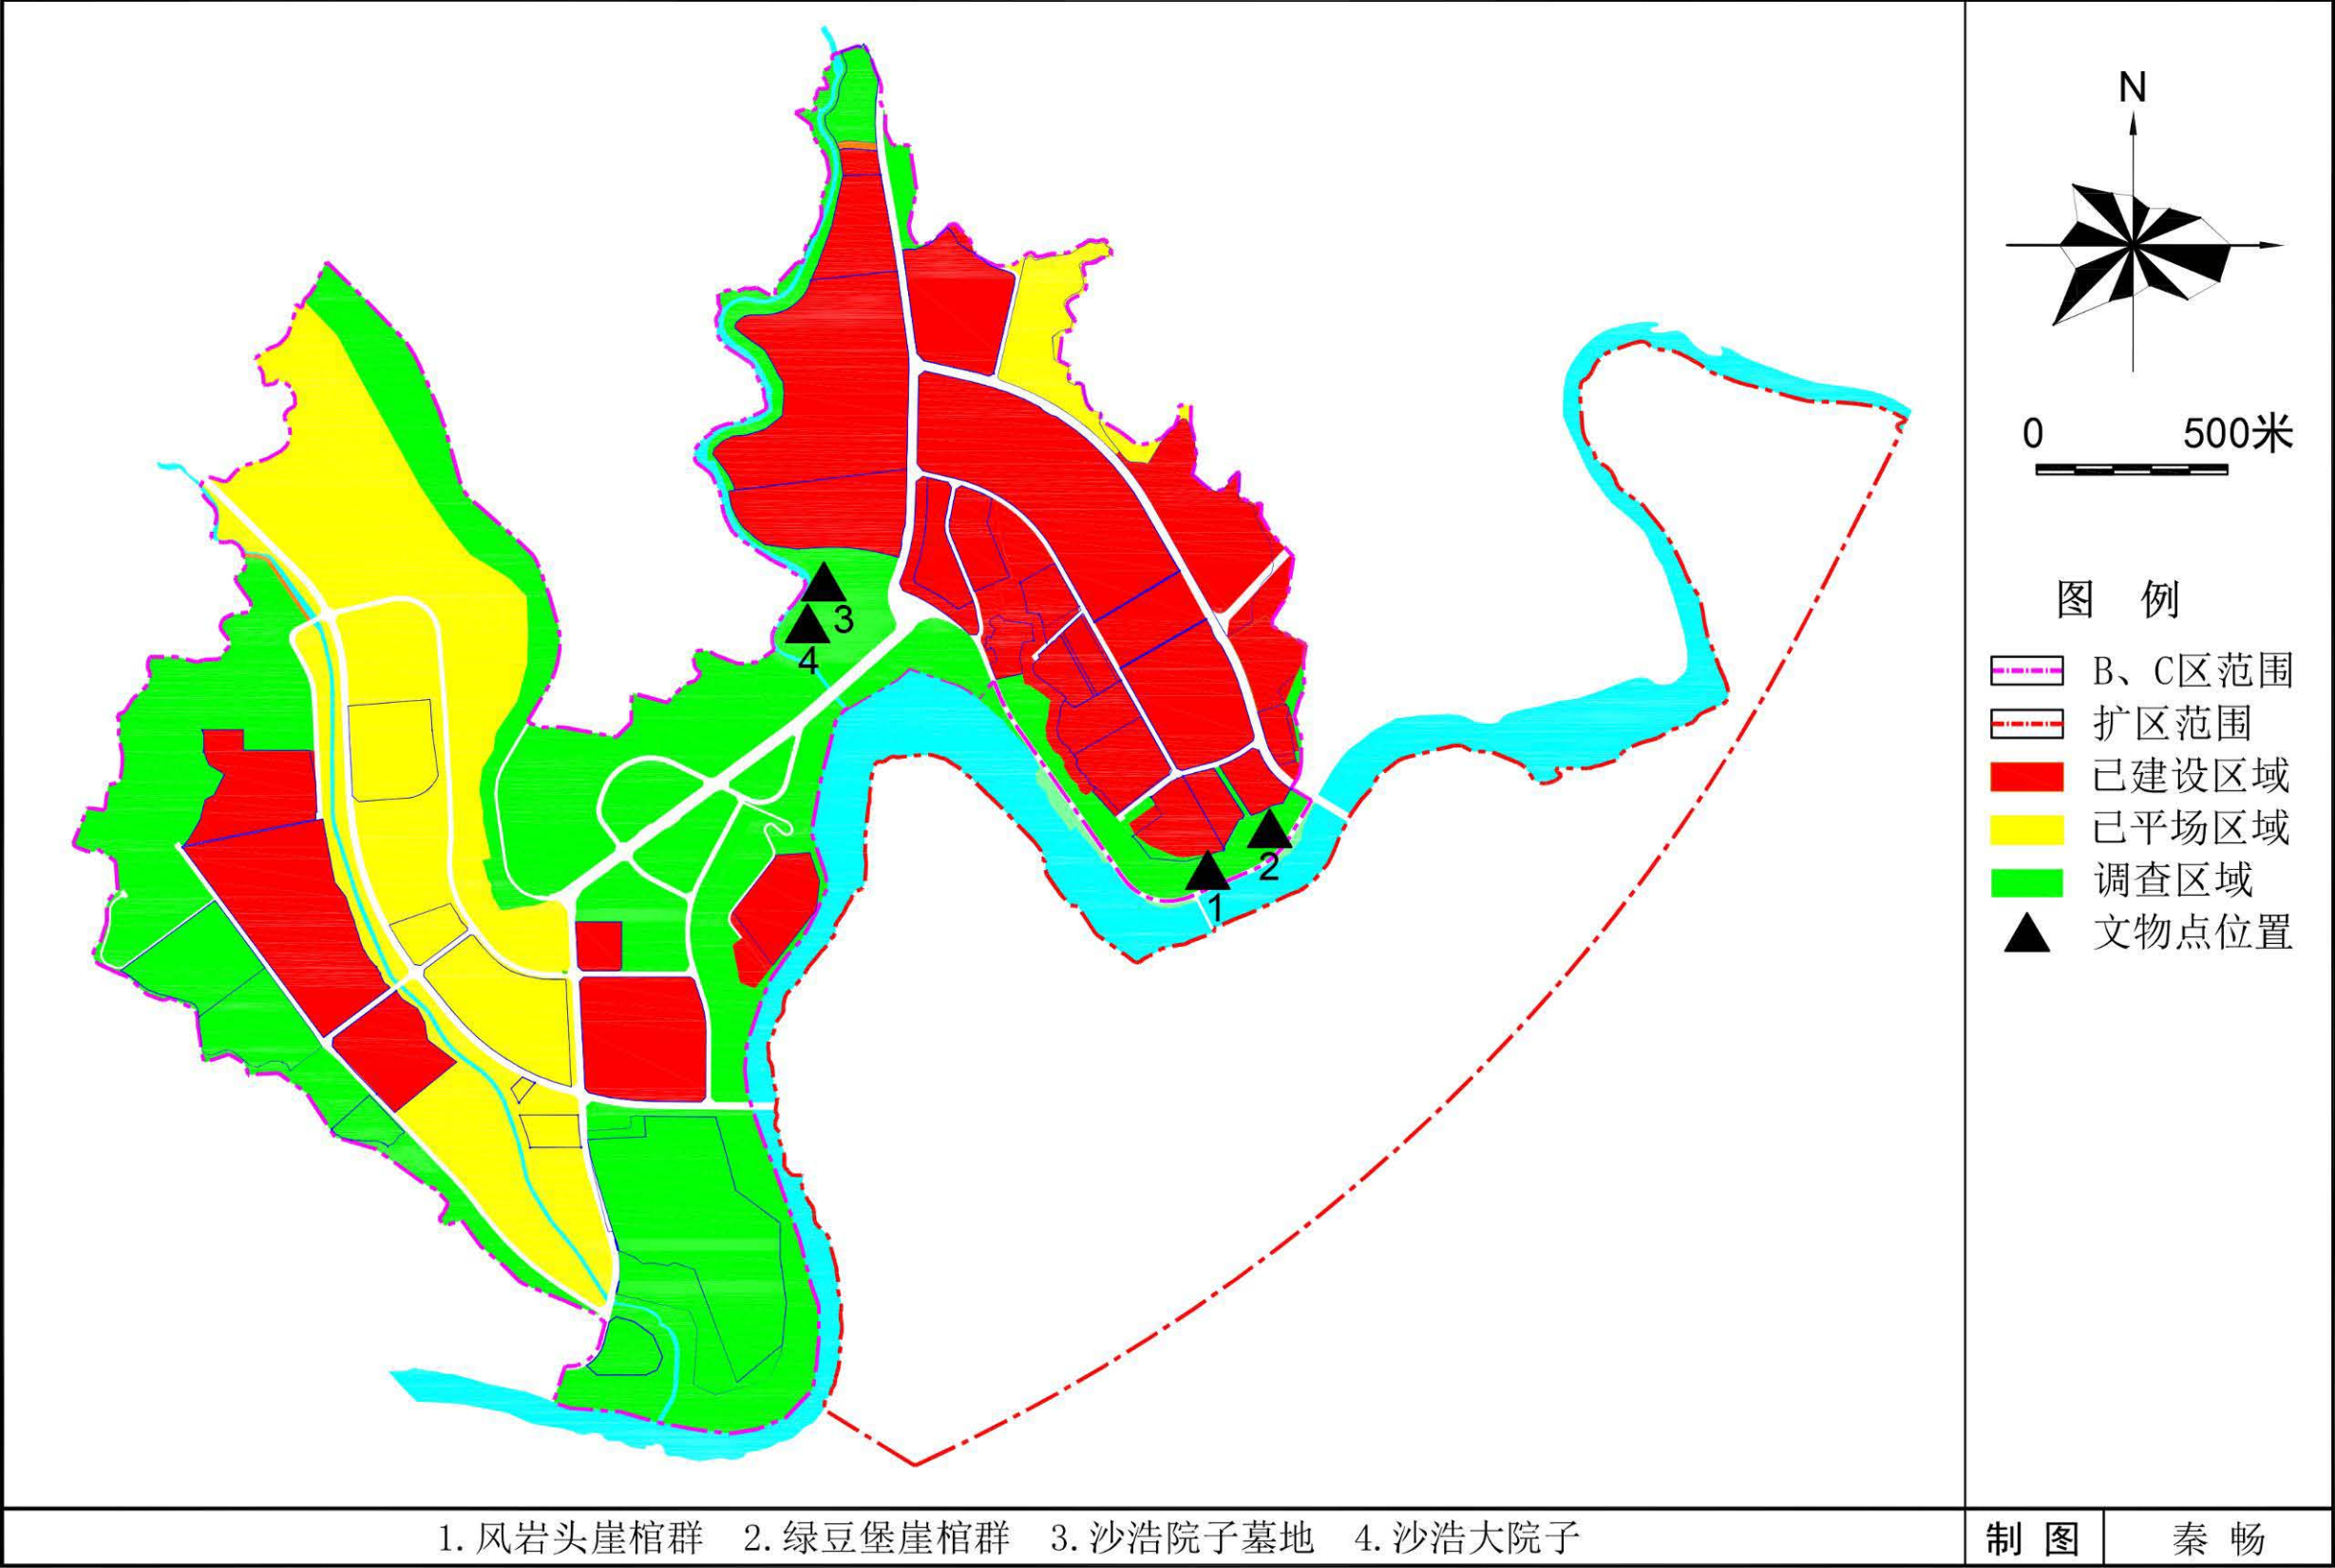 N
0 500米
图 例
B、C区范围
扩区范围
已建设区域
已平场区域
调查区域
文物点位置
3
4
2
1
1.风岩头崖棺群 2.绿豆堡崖棺群 3.沙浩院子墓地 4.沙浩大院子
制 图 秦 畅